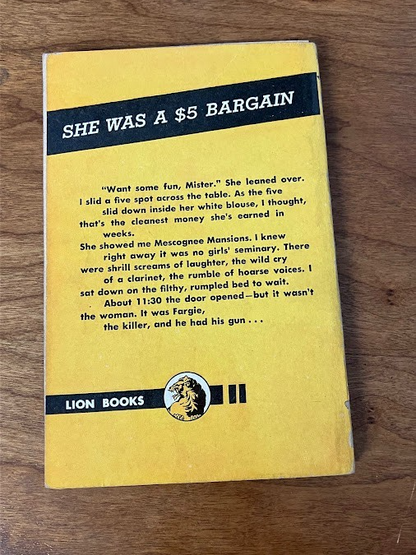 SHE WAS A $5 BARGAIN
"Want some fun, Mister." She leaned over.
I slid a five spot across the table. As the five
slid down inside her white blouse, I thought,
that's the cleanest money she's earned in
weeks.
She showed me Mescognee Mansions. I knew
right away it was no girls' seminary. There
were shrill screams of laughter, the wild cry
of a clarinet, the rumble of hoarse voices. I
sat down on the filthy, rumpled bed to wait.
About 11:30 the door opened—but it wasn't
the woman. It was Fargie,
the killer, and he had his gun . . .
LION BOOKS